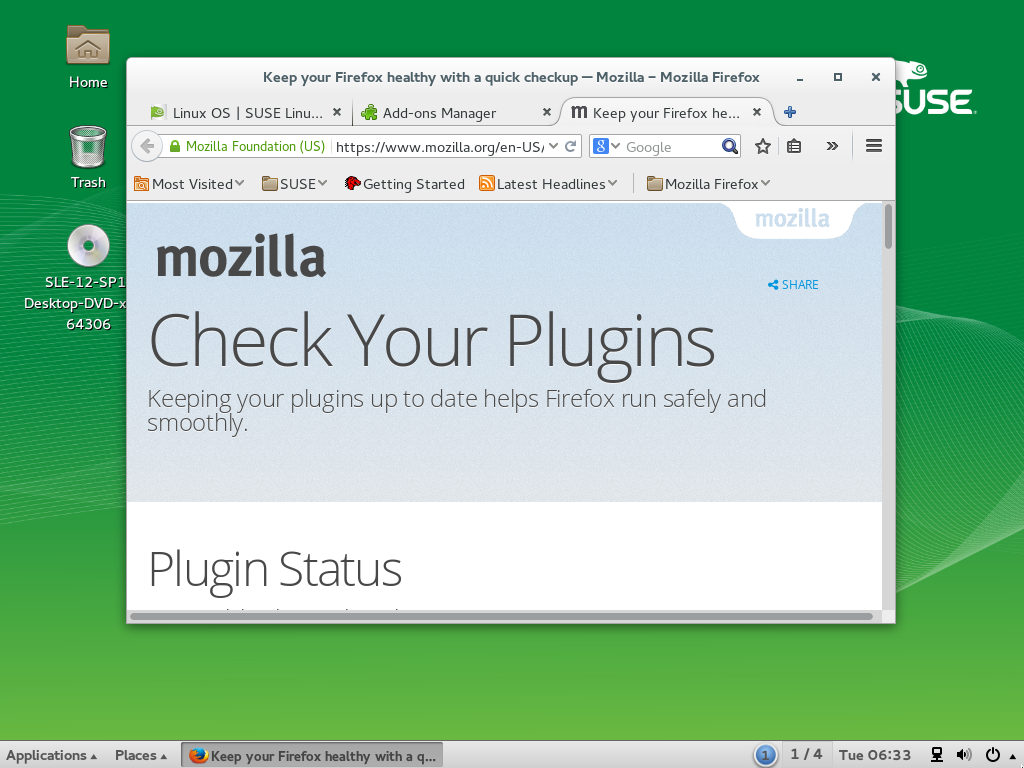 Home
Trash
SLE-12-SP1
Desktop-DVD-x
64306
SUSE
Keep your Firefox healthy with a quick checkup — Mozilla – Mozilla Firefox
Linux OS | SUSE Linu...
Add-ons Manager
Keep your Firefox he...
Mozilla Foundation (US)
https://www.mozilla.org/en-US/
Google
Most Visited
SUSE
Getting Started
Latest Headlines
Mozilla Firefox
mozilla
mozilla
SHARE
Check Your Plugins
Keeping your plugins up to date helps Firefox run safely and
smoothly.
Plugin Status
Applications
Places
Keep your Firefox healthy with a q...
1
1 / 4
Tue 06:33